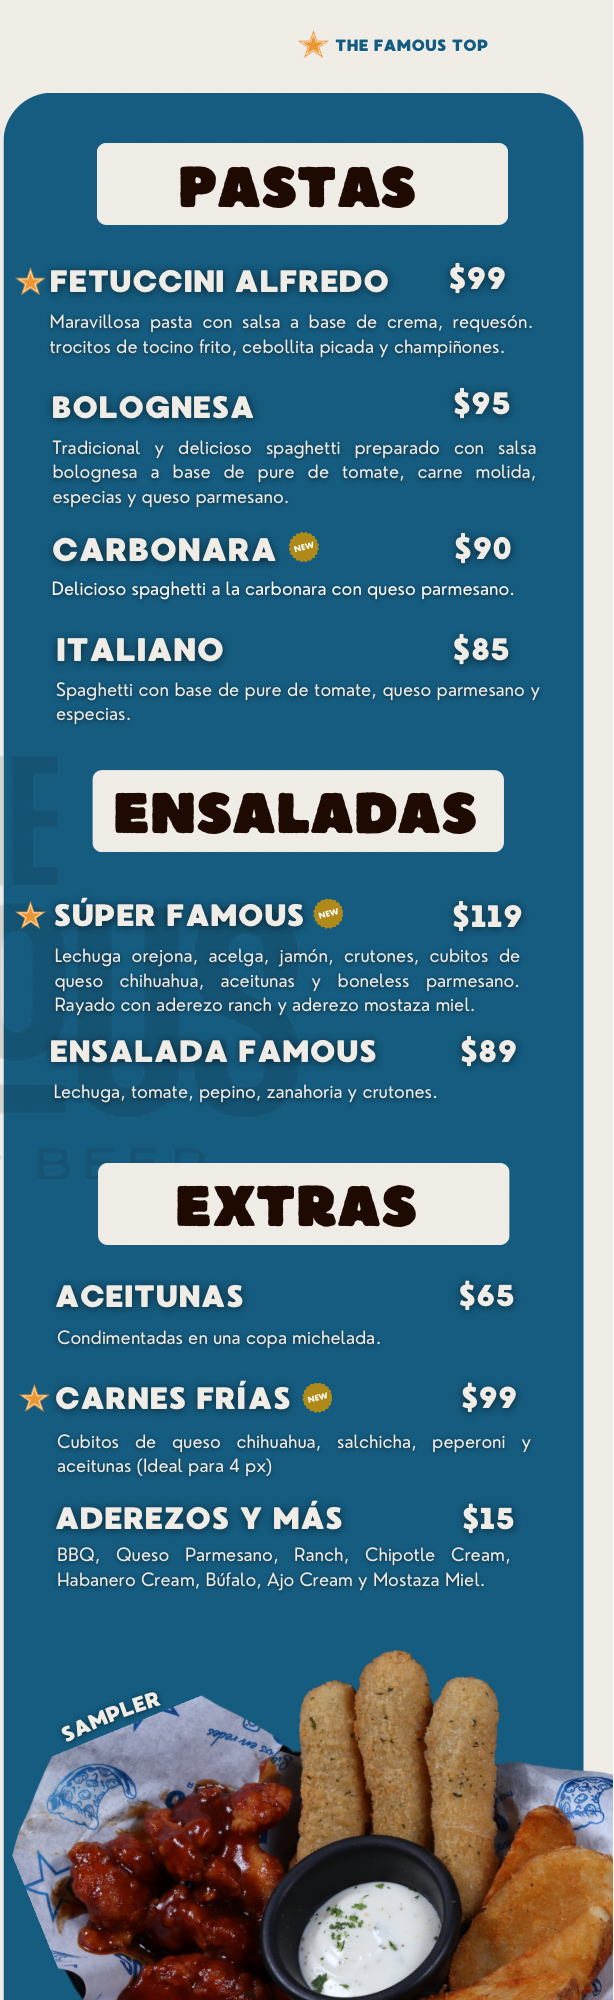 THE FAMOUS TOP
PASTAS
FETUCCINI ALFREDO $99
Maravillosa pasta con salsa a base de crema, requesón.
trocitos de tocino frito, cebollita picada y champiñones.
BOLOGNESA $95
Tradicional y delicioso spaghetti preparado con salsa
bolognesa a base de pure de tomate, carne molida,
especias y queso parmesano.
CARBONARA NEW $90
Delicioso spaghetti a la carbonara con queso parmesano.
ITALIANO $85
Spaghetti con base de pure de tomate, queso parmesano y
especias.
ENSALADAS
SÚPER FAMOUS NEW $119
Lechuga orejona, acelga, jamón, crutones, cubitos de
queso chihuahua, aceitunas y boneless parmesano.
Rayado con aderezo ranch y aderezo mostaza miel.
ENSALADA FAMOUS $89
Lechuga, tomate, pepino, zanahoria y crutones.
BEER
EXTRAS
ACEITUNAS $65
Condimentadas en una copa michelada.
CARNES FRÍAS NEW $99
Cubitos de queso chihuahua, salchicha, peperoni y
aceitunas (Ideal para 4 px)
ADEREZOS Y MÁS $15
BBQ, Queso Parmesano, Ranch, Chipotle Cream,
Habanero Cream, Búfalo, Ajo Cream y Mostaza Miel.
SAMPLER
en redes